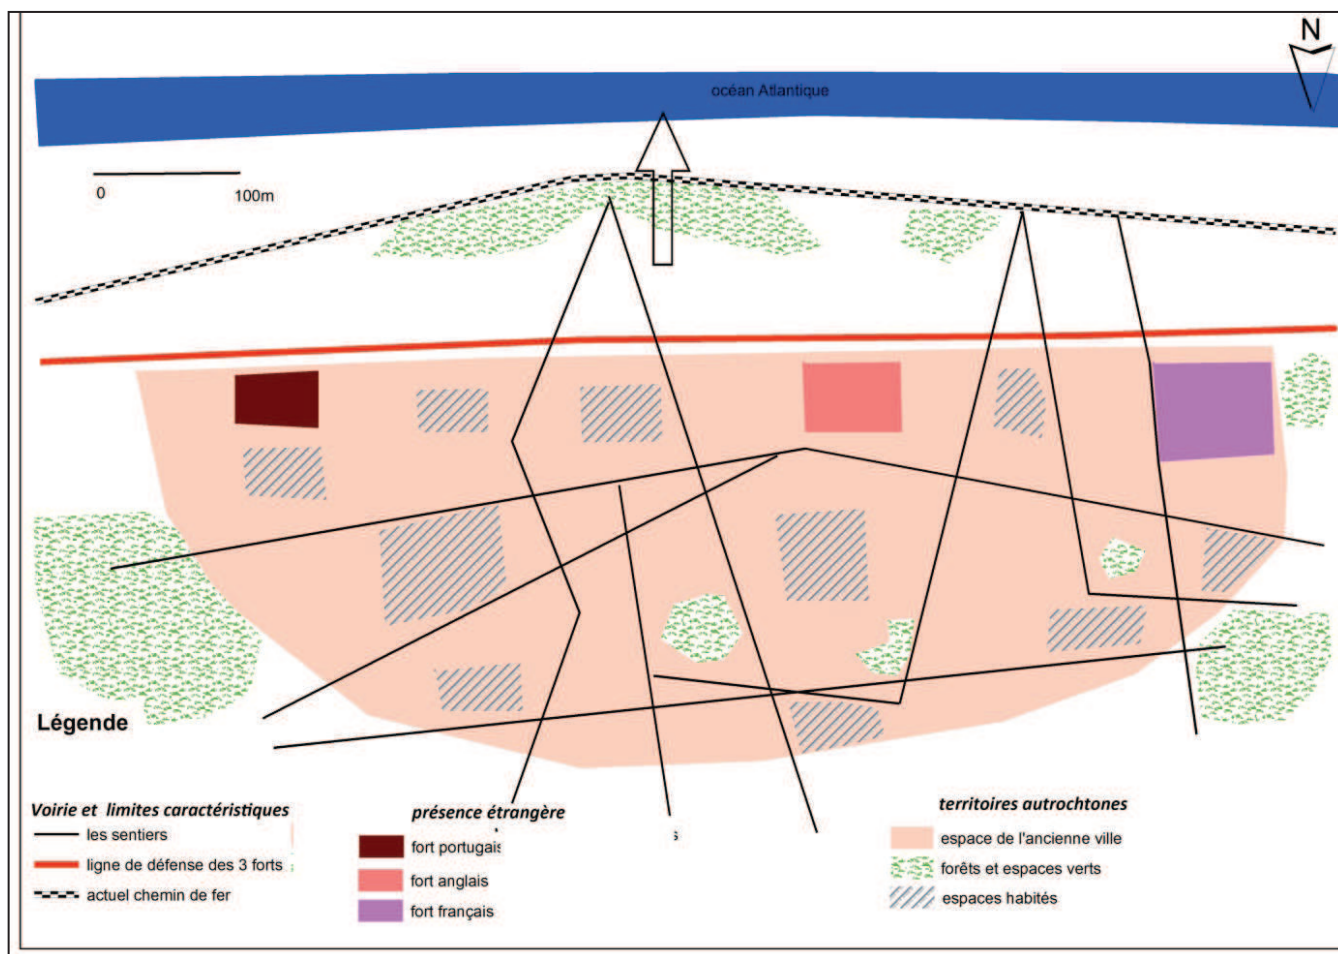 N
océan Atlantique
0 100m
Légende
Voirie et limites caractéristiques
les sentiers
ligne de défense des 3 forts
actuel chemin de fer
présence étrangère
fort portugais
fort anglais
fort français
territoires autrochtones
espace de l'ancienne ville
forêts et espaces verts
espaces habités